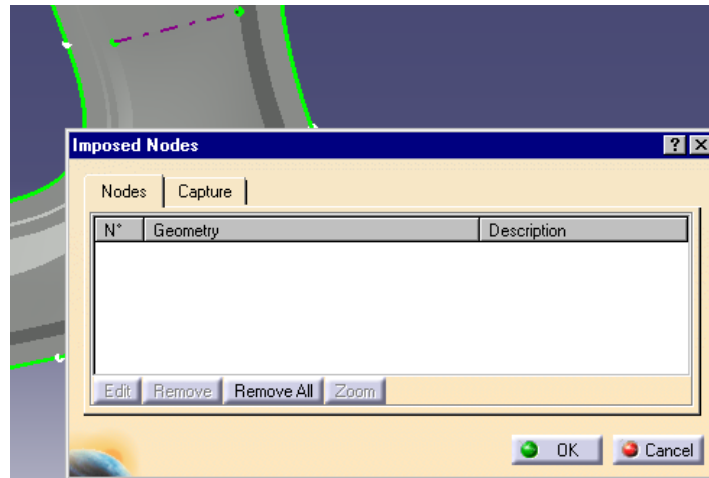 Imposed Nodes
Nodes Capture
N° Geometry Description
Edit Remove Remove All Zoom
OK Cancel